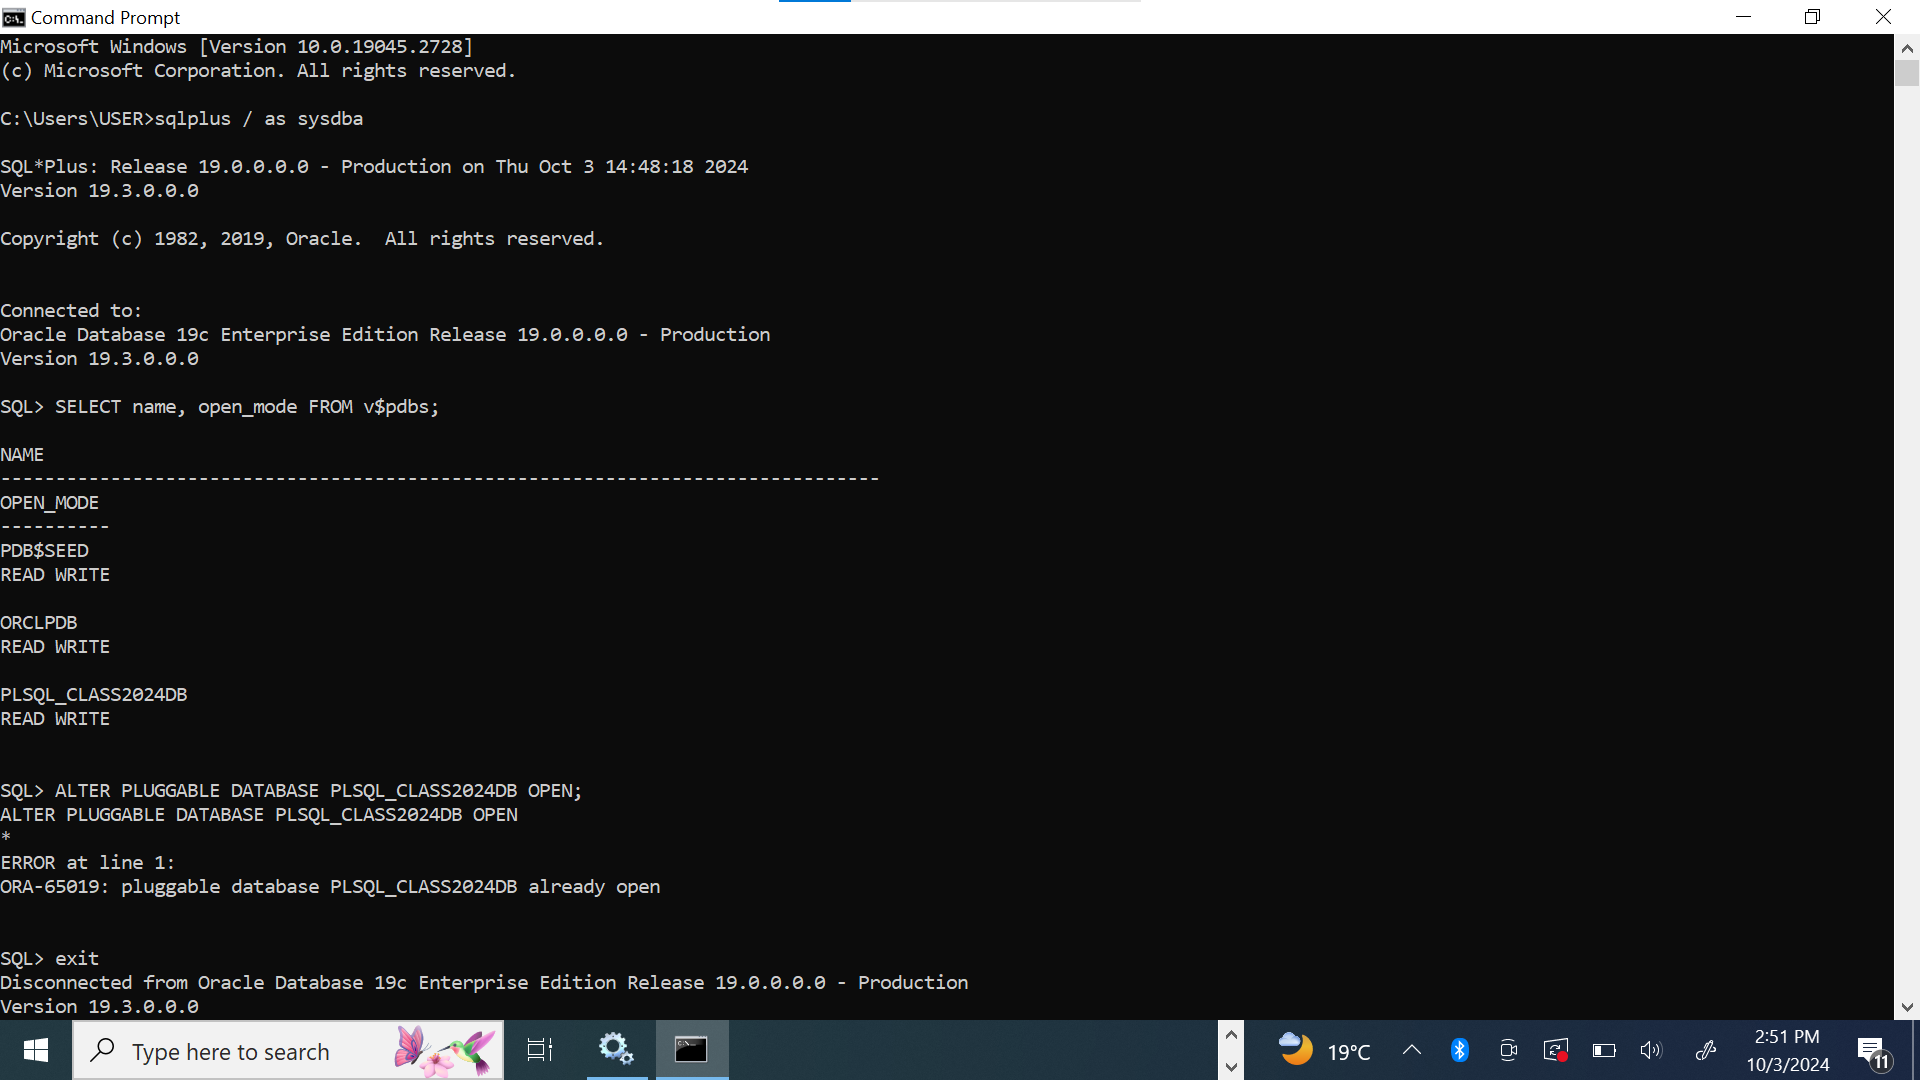 Command Prompt
Microsoft Windows [Version 10.0.19045.2728]
(c) Microsoft Corporation. All rights reserved.
C:\Users\USER>sqlplus / as sysdba
SQL*Plus: Release 19.0.0.0.0 - Production on Thu Oct 3 14:48:18 2024
Version 19.3.0.0.0
Copyright (c) 1982, 2019, Oracle.  All rights reserved.
Connected to:
Oracle Database 19c Enterprise Edition Release 19.0.0.0.0 - Production
Version 19.3.0.0.0
SQL> SELECT name, open_mode FROM v$pdbs;
NAME
--------------------------------------------------------------------------------
OPEN_MODE
----------
PDB$SEED
READ WRITE
ORCLPDB
READ WRITE
PLSQL_CLASS2024DB
READ WRITE
SQL> ALTER PLUGGABLE DATABASE PLSQL_CLASS2024DB OPEN;
ALTER PLUGGABLE DATABASE PLSQL_CLASS2024DB OPEN
*
ERROR at line 1:
ORA-65019: pluggable database PLSQL_CLASS2024DB already open
SQL> exit
Disconnected from Oracle Database 19c Enterprise Edition Release 19.0.0.0.0 - Production
Version 19.3.0.0.0
Type here to search
19°C
2:51 PM
10/3/2024
11